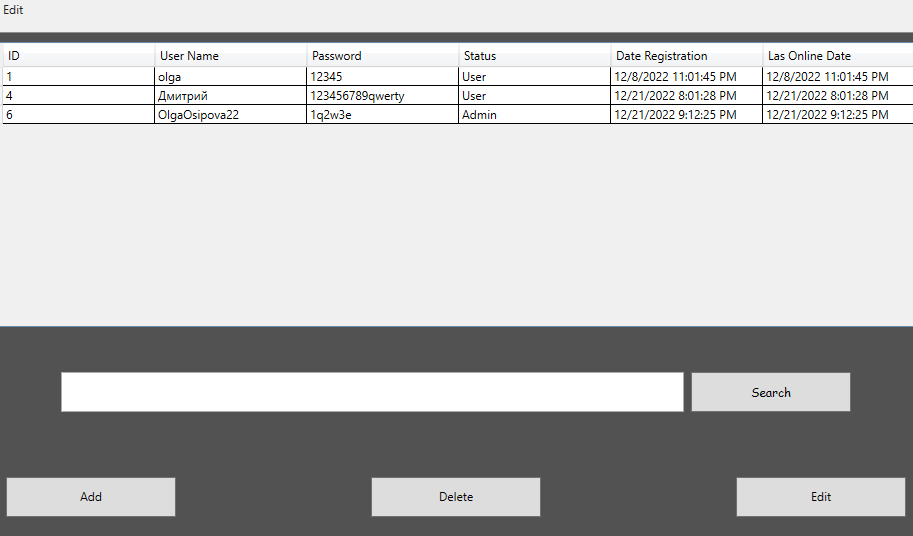 Edit
ID User Name Password Status Date Registration Las Online Date
1 olga 12345 User 12/8/2022 11:01:45 PM 12/8/2022 11:01:45 PM
4 Дмитрий 123456789qwerty User 12/21/2022 8:01:28 PM 12/21/2022 8:01:28 PM
6 OlgaOsipova22 1q2w3e Admin 12/21/2022 9:12:25 PM 12/21/2022 9:12:25 PM
Search
Add Delete Edit